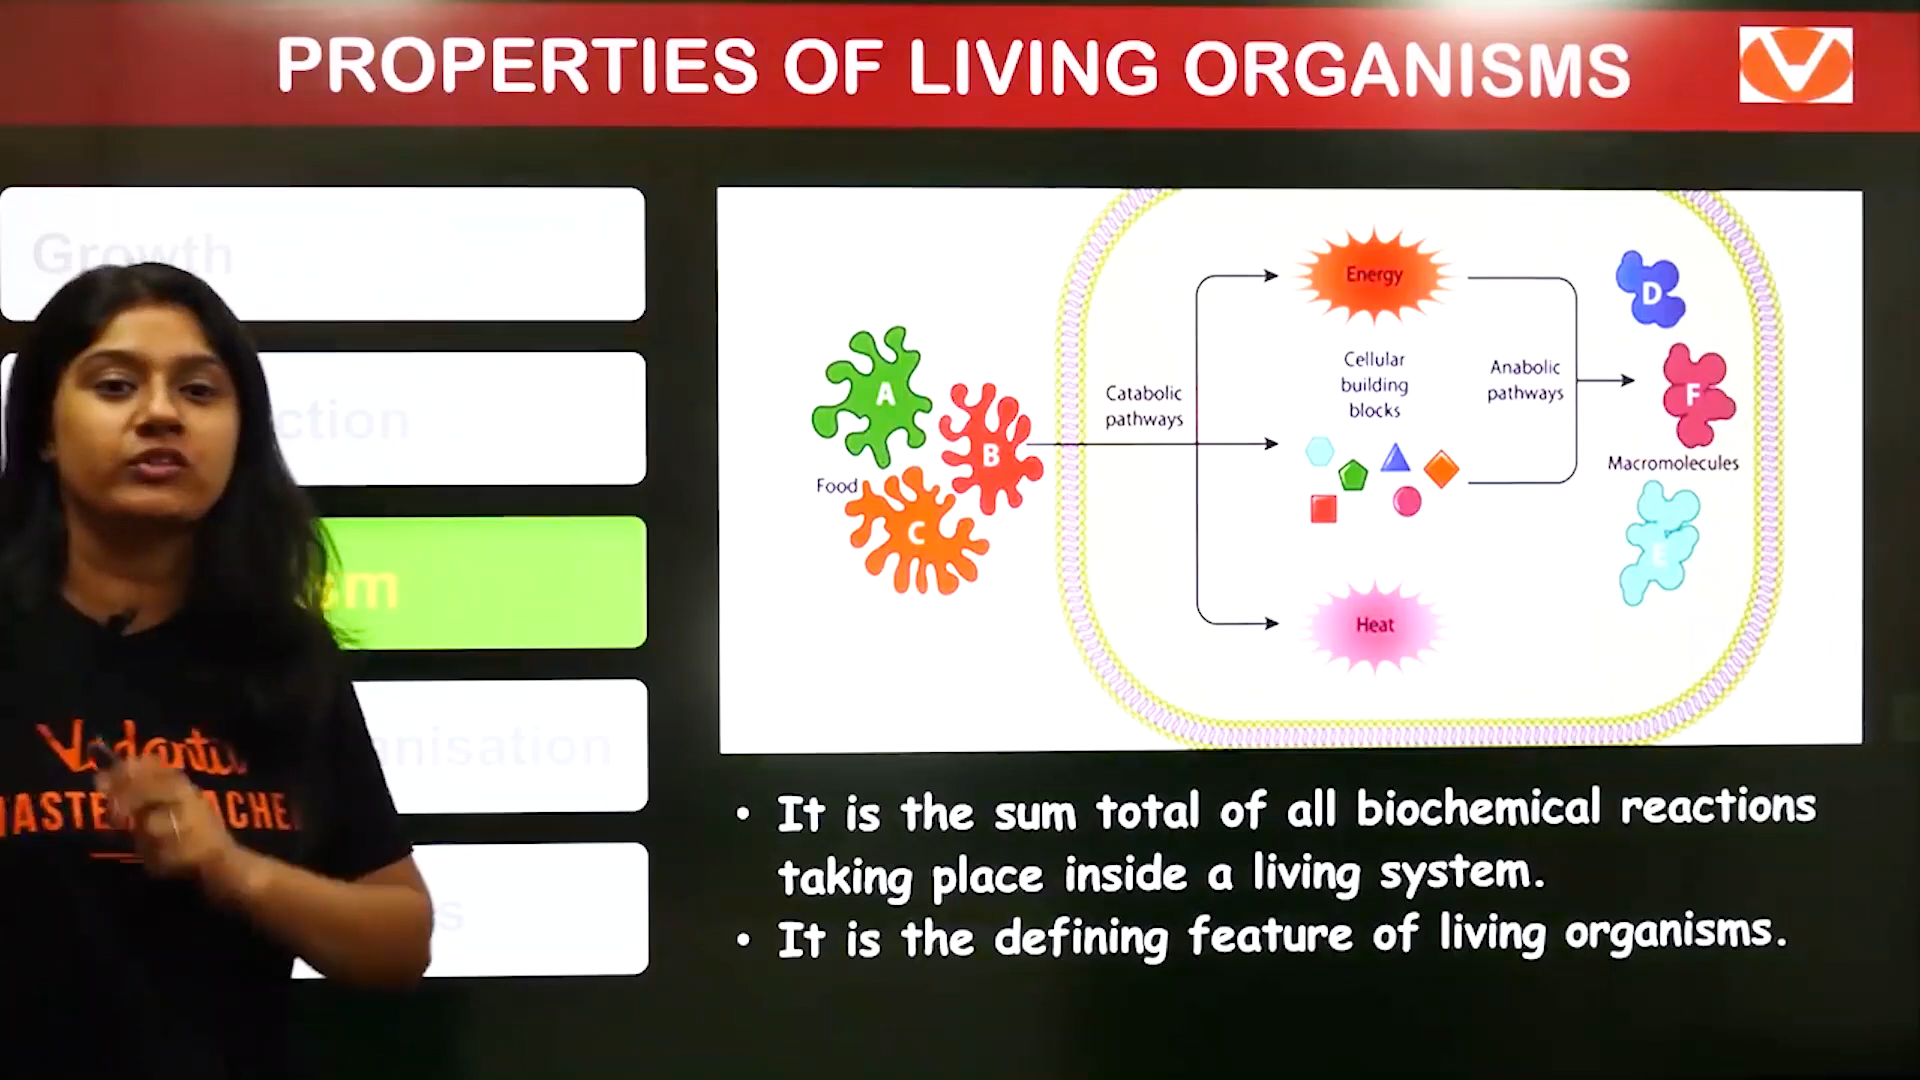 PROPERTIES OF LIVING ORGANISMS
Growth
Energy
D
Cellular
building
blocks
Anabolic
pathways
A
Catabolic
pathways
F
B
Macromolecules
Food
C
E
Heat
• It is the sum total of all biochemical reactions
taking place inside a living system.
• It is the defining feature of living organisms.